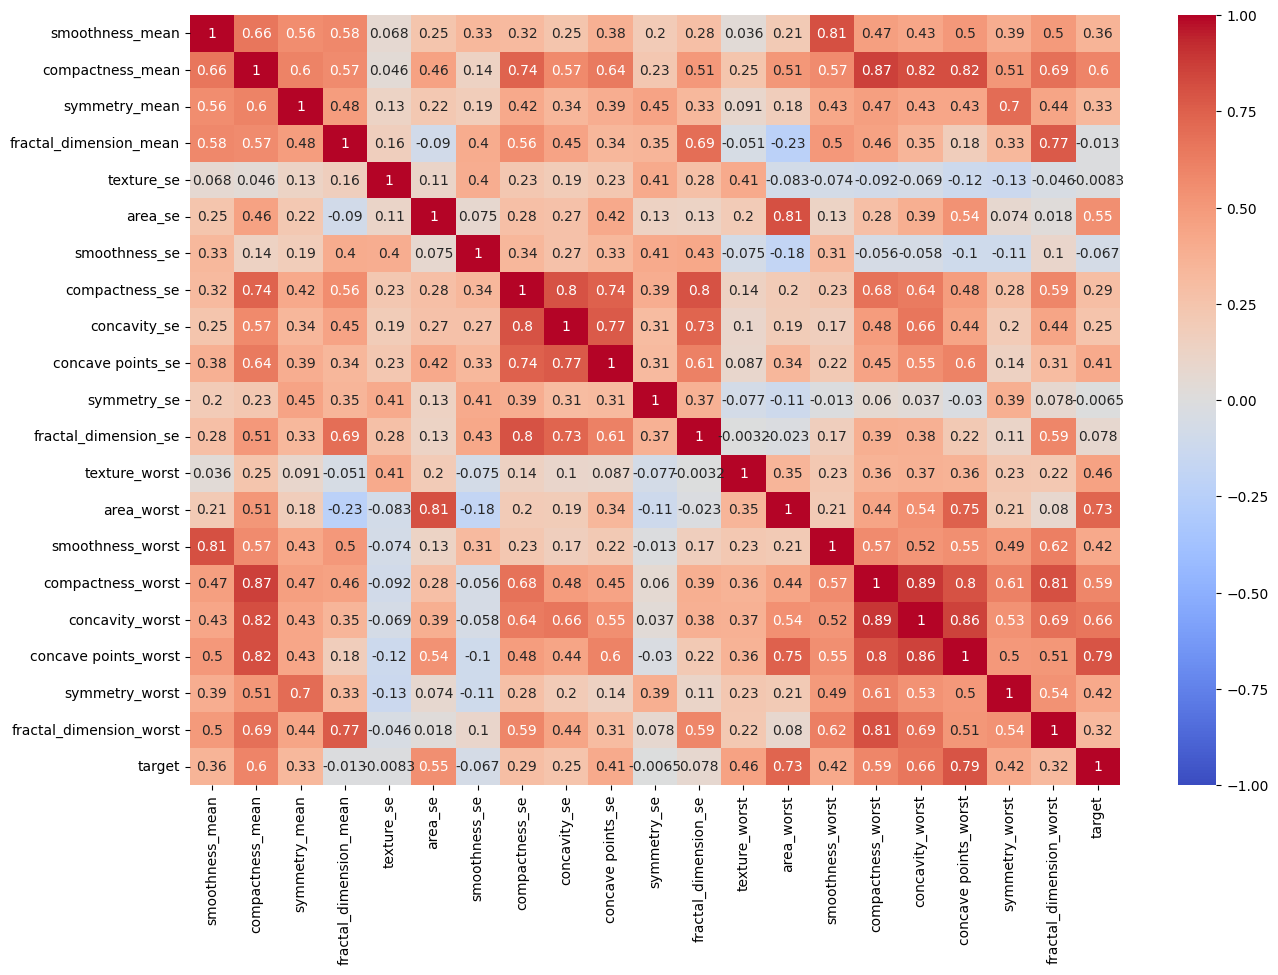 smoothness_mean 1 0.66 0.56 0.58 0.068 0.25 0.33 0.32 0.25 0.38 0.2 0.28 0.036 0.21 0.81 0.47 0.43 0.5 0.39 0.5 0.36
compactness_mean 0.66 1 0.6 0.57 0.046 0.46 0.14 0.74 0.57 0.64 0.23 0.51 0.25 0.51 0.57 0.87 0.82 0.82 0.51 0.69 0.6
symmetry_mean 0.56 0.6 1 0.48 0.13 0.22 0.19 0.42 0.34 0.39 0.45 0.33 0.091 0.18 0.43 0.47 0.43 0.43 0.7 0.44 0.33
fractal_dimension_mean 0.58 0.57 0.48 1 0.16 -0.09 0.4 0.56 0.45 0.34 0.35 0.69 -0.051 -0.23 0.5 0.46 0.35 0.18 0.33 0.77 -0.013
texture_se 0.068 0.046 0.13 0.16 1 0.11 0.4 0.23 0.19 0.23 0.41 0.28 0.41 -0.083 -0.074 -0.092 -0.069 -0.12 -0.13 -0.046 -0.0083
area_se 0.25 0.46 0.22 -0.09 0.11 1 0.075 0.28 0.27 0.42 0.13 0.13 0.2 0.81 0.13 0.28 0.39 0.54 0.074 0.018 0.55
smoothness_se 0.33 0.14 0.19 0.4 0.4 0.075 1 0.34 0.27 0.33 0.41 0.43 -0.075 -0.18 0.31 -0.056 -0.058 -0.1 -0.11 0.1 -0.067
compactness_se 0.32 0.74 0.42 0.56 0.23 0.28 0.34 1 0.8 0.74 0.39 0.8 0.14 0.2 0.23 0.68 0.64 0.48 0.28 0.59 0.29
concavity_se 0.25 0.57 0.34 0.45 0.19 0.27 0.27 0.8 1 0.77 0.31 0.73 0.1 0.19 0.17 0.48 0.66 0.44 0.2 0.44 0.25
concave points_se 0.38 0.64 0.39 0.34 0.23 0.42 0.33 0.74 0.77 1 0.31 0.61 0.087 0.34 0.22 0.45 0.55 0.6 0.14 0.31 0.41
symmetry_se 0.2 0.23 0.45 0.35 0.41 0.13 0.41 0.39 0.31 0.31 1 0.37 -0.077 -0.11 -0.013 0.06 0.037 -0.03 0.39 0.078 -0.0065
fractal_dimension_se 0.28 0.51 0.33 0.69 0.28 0.13 0.43 0.8 0.73 0.61 0.37 1 -0.0032 -0.023 0.17 0.39 0.38 0.22 0.11 0.59 0.078
texture_worst 0.036 0.25 0.091 -0.051 0.41 0.2 -0.075 0.14 0.1 0.087 -0.077 -0.0032 1 0.35 0.23 0.36 0.37 0.36 0.23 0.22 0.46
area_worst 0.21 0.51 0.18 -0.23 -0.083 0.81 -0.18 0.2 0.19 0.34 -0.11 -0.023 0.35 1 0.21 0.44 0.54 0.75 0.21 0.08 0.73
smoothness_worst 0.81 0.57 0.43 0.5 -0.074 0.13 0.31 0.23 0.17 0.22 -0.013 0.17 0.23 0.21 1 0.57 0.52 0.55 0.49 0.62 0.42
compactness_worst 0.47 0.87 0.47 0.46 -0.092 0.28 -0.056 0.68 0.48 0.45 0.06 0.39 0.36 0.44 0.57 1 0.89 0.8 0.61 0.81 0.59
concavity_worst 0.43 0.82 0.43 0.35 -0.069 0.39 -0.058 0.64 0.66 0.55 0.037 0.38 0.37 0.54 0.52 0.89 1 0.86 0.53 0.69 0.66
concave points_worst 0.5 0.82 0.43 0.18 -0.12 0.54 -0.1 0.48 0.44 0.6 -0.03 0.22 0.36 0.75 0.55 0.8 0.86 1 0.5 0.51 0.79
symmetry_worst 0.39 0.51 0.7 0.33 -0.13 0.074 -0.11 0.28 0.2 0.14 0.39 0.11 0.23 0.21 0.49 0.61 0.53 0.5 1 0.54 0.42
fractal_dimension_worst 0.5 0.69 0.44 0.77 -0.046 0.018 0.1 0.59 0.44 0.31 0.078 0.59 0.22 0.08 0.62 0.81 0.69 0.51 0.54 1 0.32
target 0.36 0.6 0.33 -0.013 -0.0083 0.55 -0.067 0.29 0.25 0.41 -0.0065 0.078 0.46 0.73 0.42 0.59 0.66 0.79 0.42 0.32 1
smoothness_mean
compactness_mean
symmetry_mean
fractal_dimension_mean
texture_se
area_se
smoothness_se
compactness_se
concavity_se
concave points_se
symmetry_se
fractal_dimension_se
texture_worst
area_worst
smoothness_worst
compactness_worst
concavity_worst
concave points_worst
symmetry_worst
fractal_dimension_worst
target
1.00
0.75
0.50
0.25
0.00
−0.25
−0.50
−0.75
−1.00